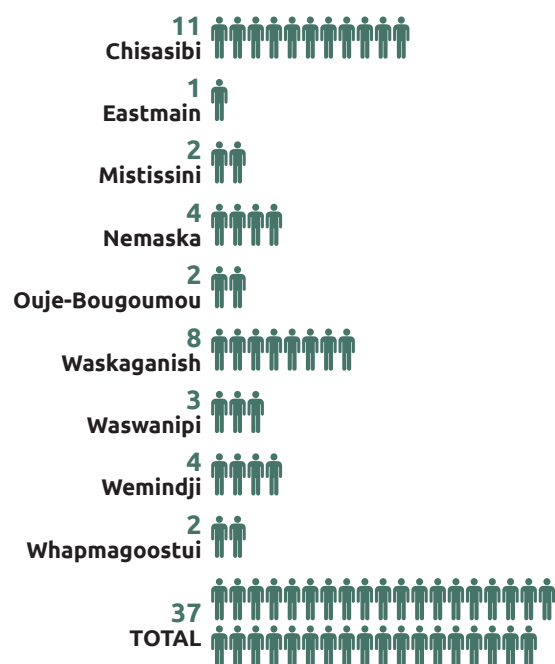 11
Chisasibi
1
Eastmain
2
Mistissini
4
Nemaska
2
Ouje-Bougoumou
8
Waskaganish
3
Waswanipi
4
Wemindji
2
Whapmagoostui
37
TOTAL